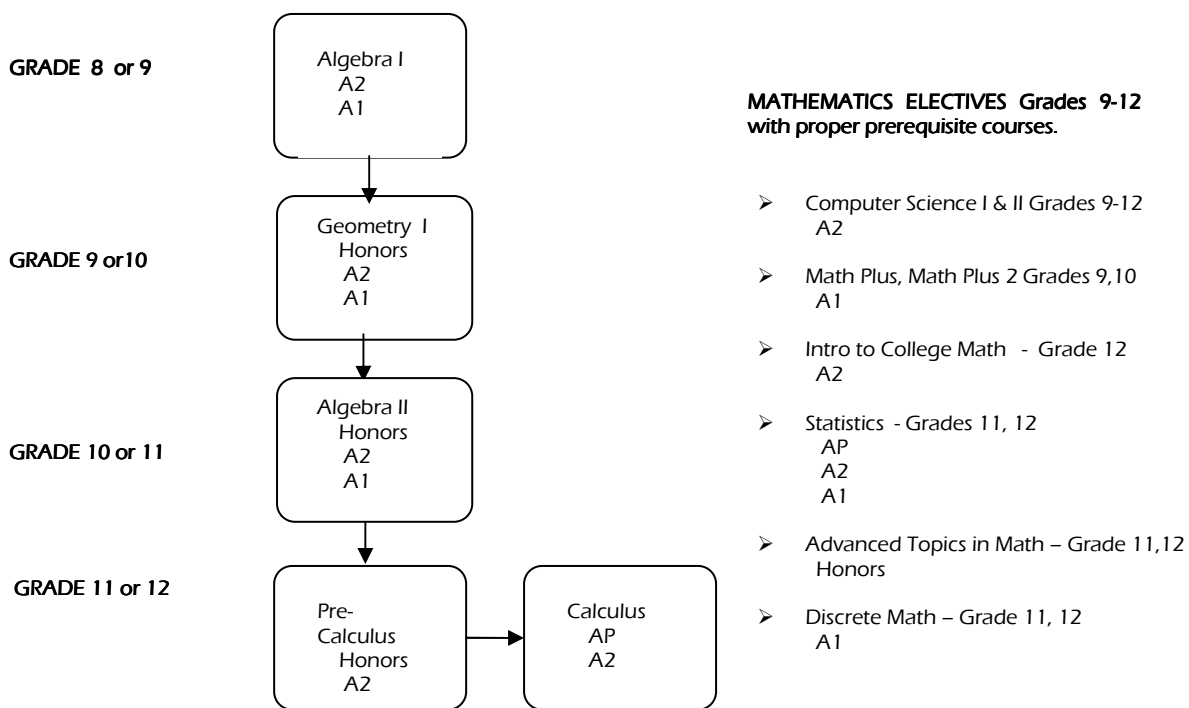 GRADE 8 or 9
Algebra I
A2
A1
GRADE 9 or10
Geometry I
Honors
A2
A1
GRADE 10 or 11
Algebra II
Honors
A2
A1
GRADE 11 or 12
Pre-
Calculus
Honors
A2
Calculus
AP
A2
MATHEMATICS ELECTIVES Grades 9-12
with proper prerequisite courses.
➢ Computer Science I & II Grades 9-12
A2
➢ Math Plus, Math Plus 2 Grades 9,10
A1
➢ Intro to College Math - Grade 12
A2
➢ Statistics - Grades 11, 12
AP
A2
A1
➢ Advanced Topics in Math – Grade 11,12
Honors
➢ Discrete Math – Grade 11, 12
A1